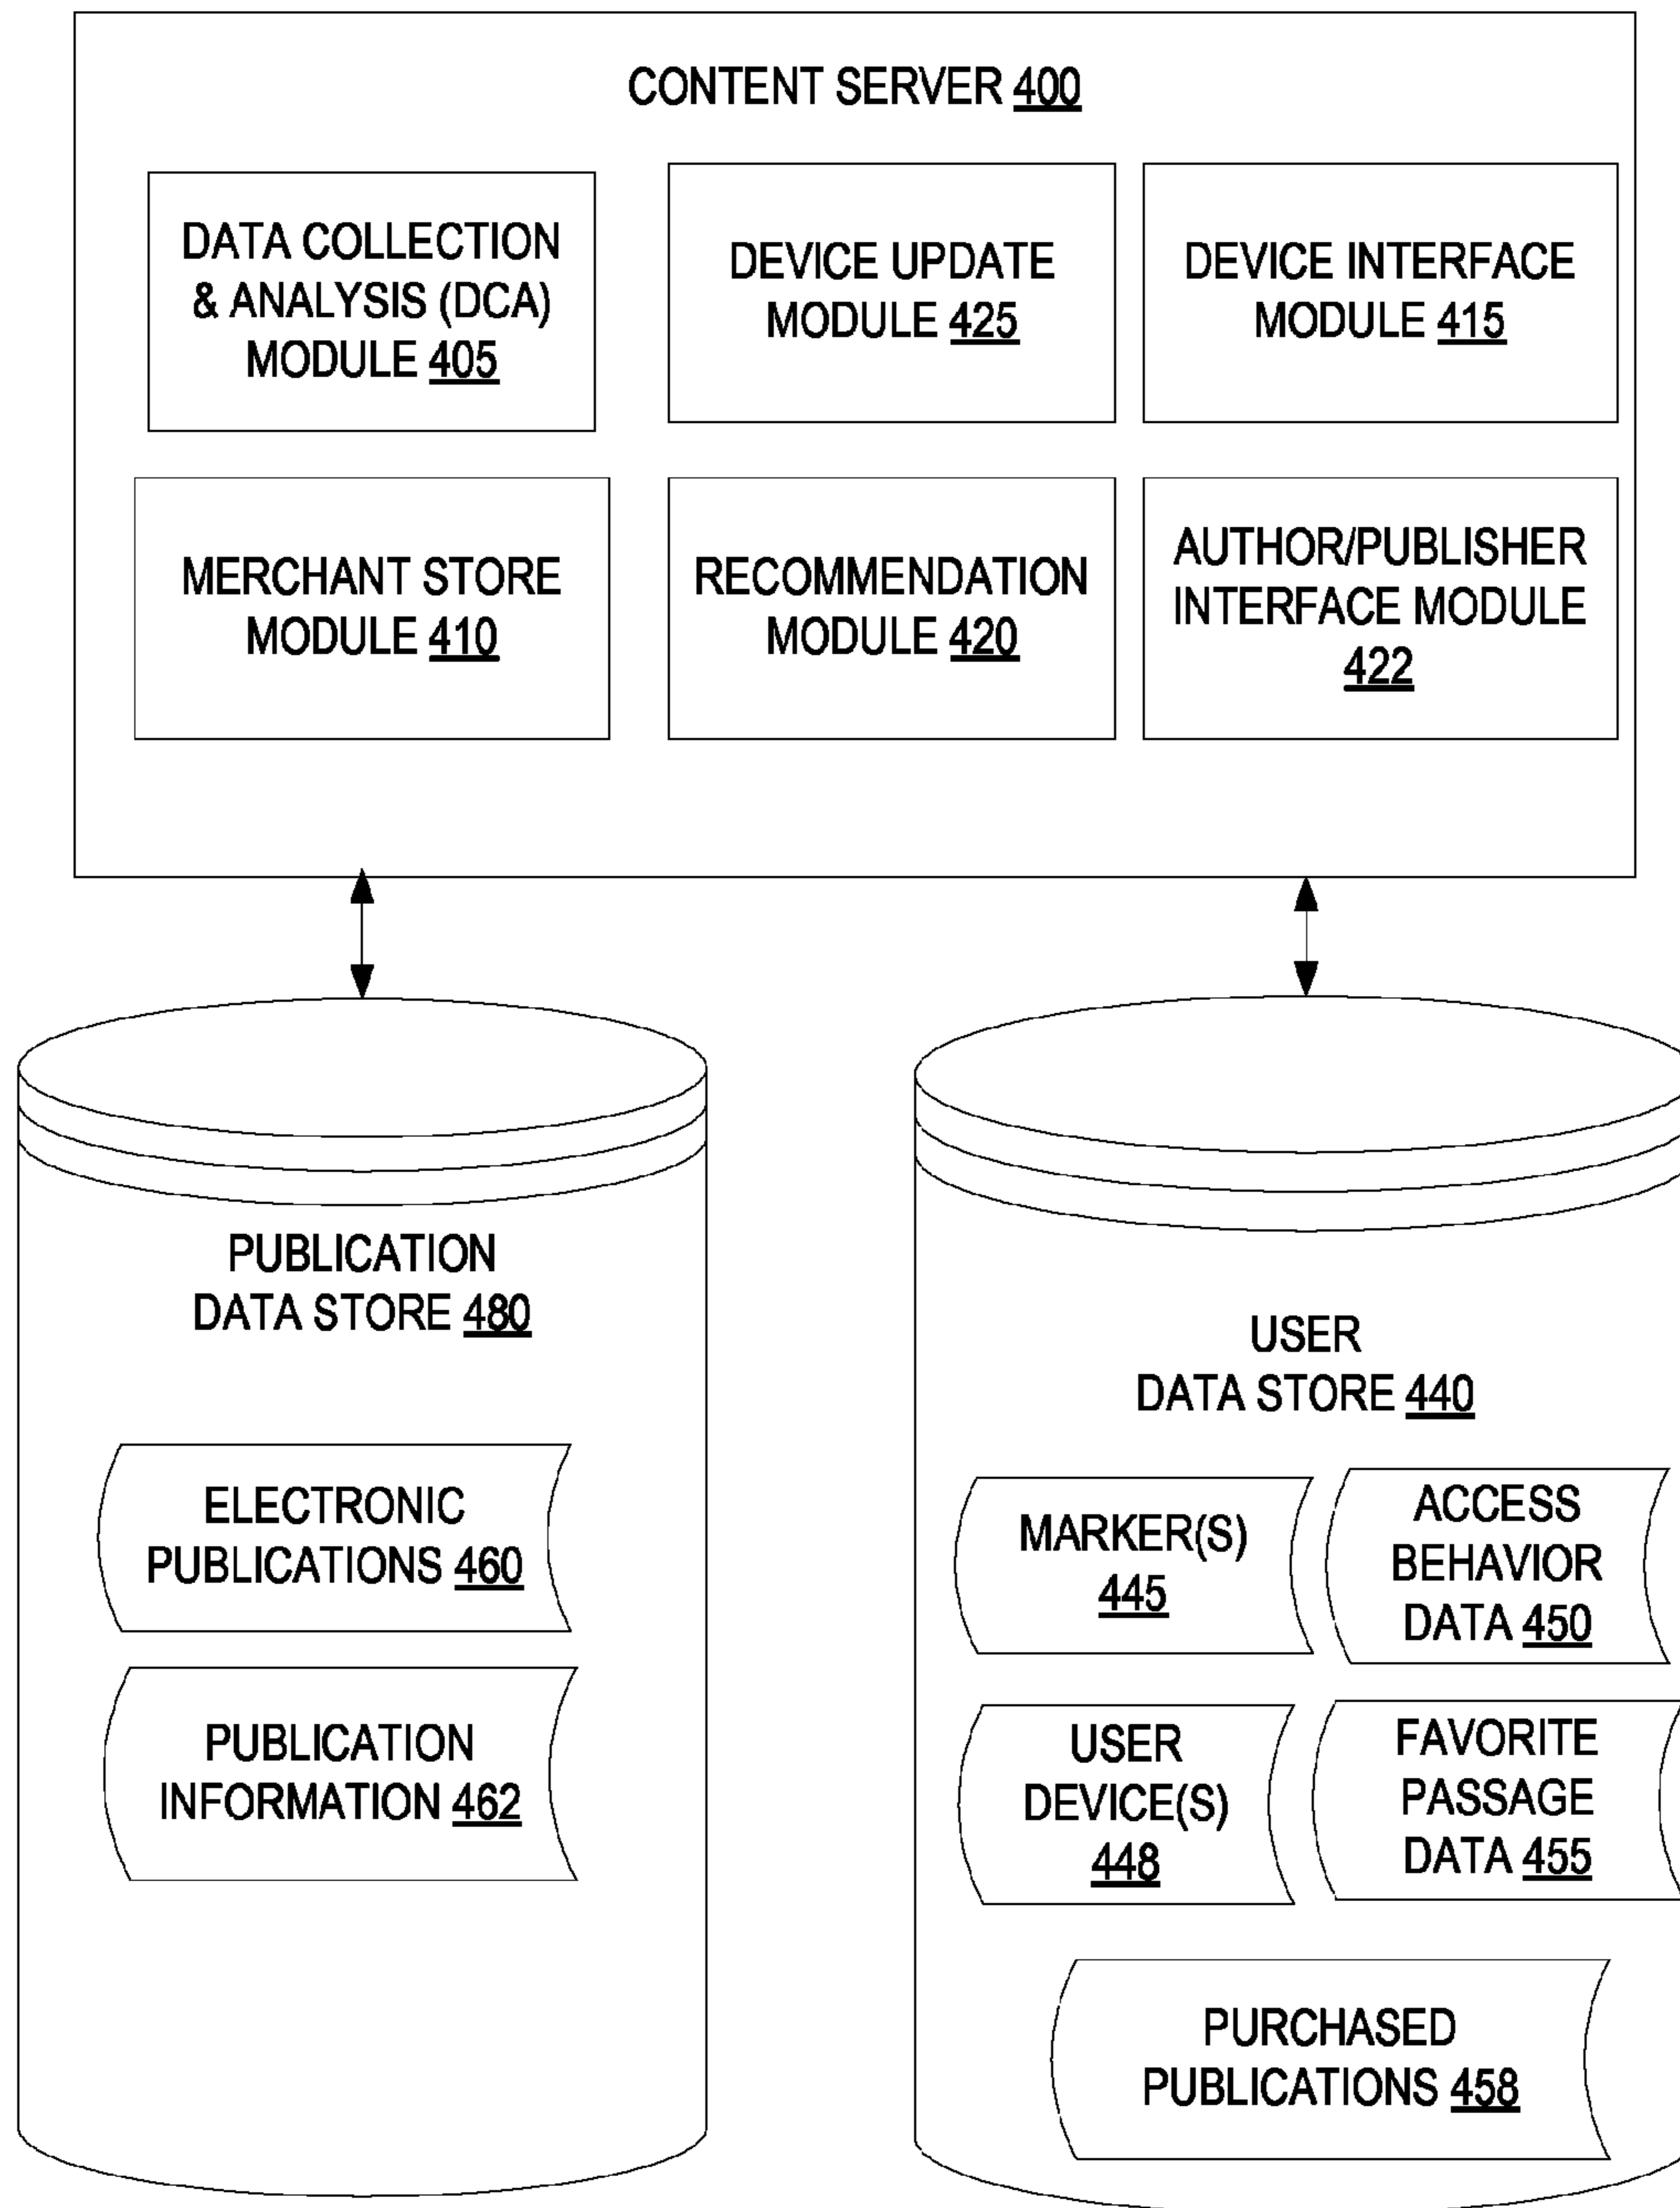 CONTENT SERVER 400
DATA COLLECTION
& ANALYSIS (DCA)
MODULE 405
DEVICE UPDATE
MODULE 425
DEVICE INTERFACE
MODULE 415
MERCHANT STORE
MODULE 410
RECOMMENDATION
MODULE 420
AUTHOR/PUBLISHER
INTERFACE MODULE
422
PUBLICATION
DATA STORE 480
ELECTRONIC
PUBLICATIONS 460
PUBLICATION
INFORMATION 462
USER
DATA STORE 440
MARKER(S)
445
ACCESS
BEHAVIOR
DATA 450
USER
DEVICE(S)
448
FAVORITE
PASSAGE
DATA 455
PURCHASED
PUBLICATIONS 458